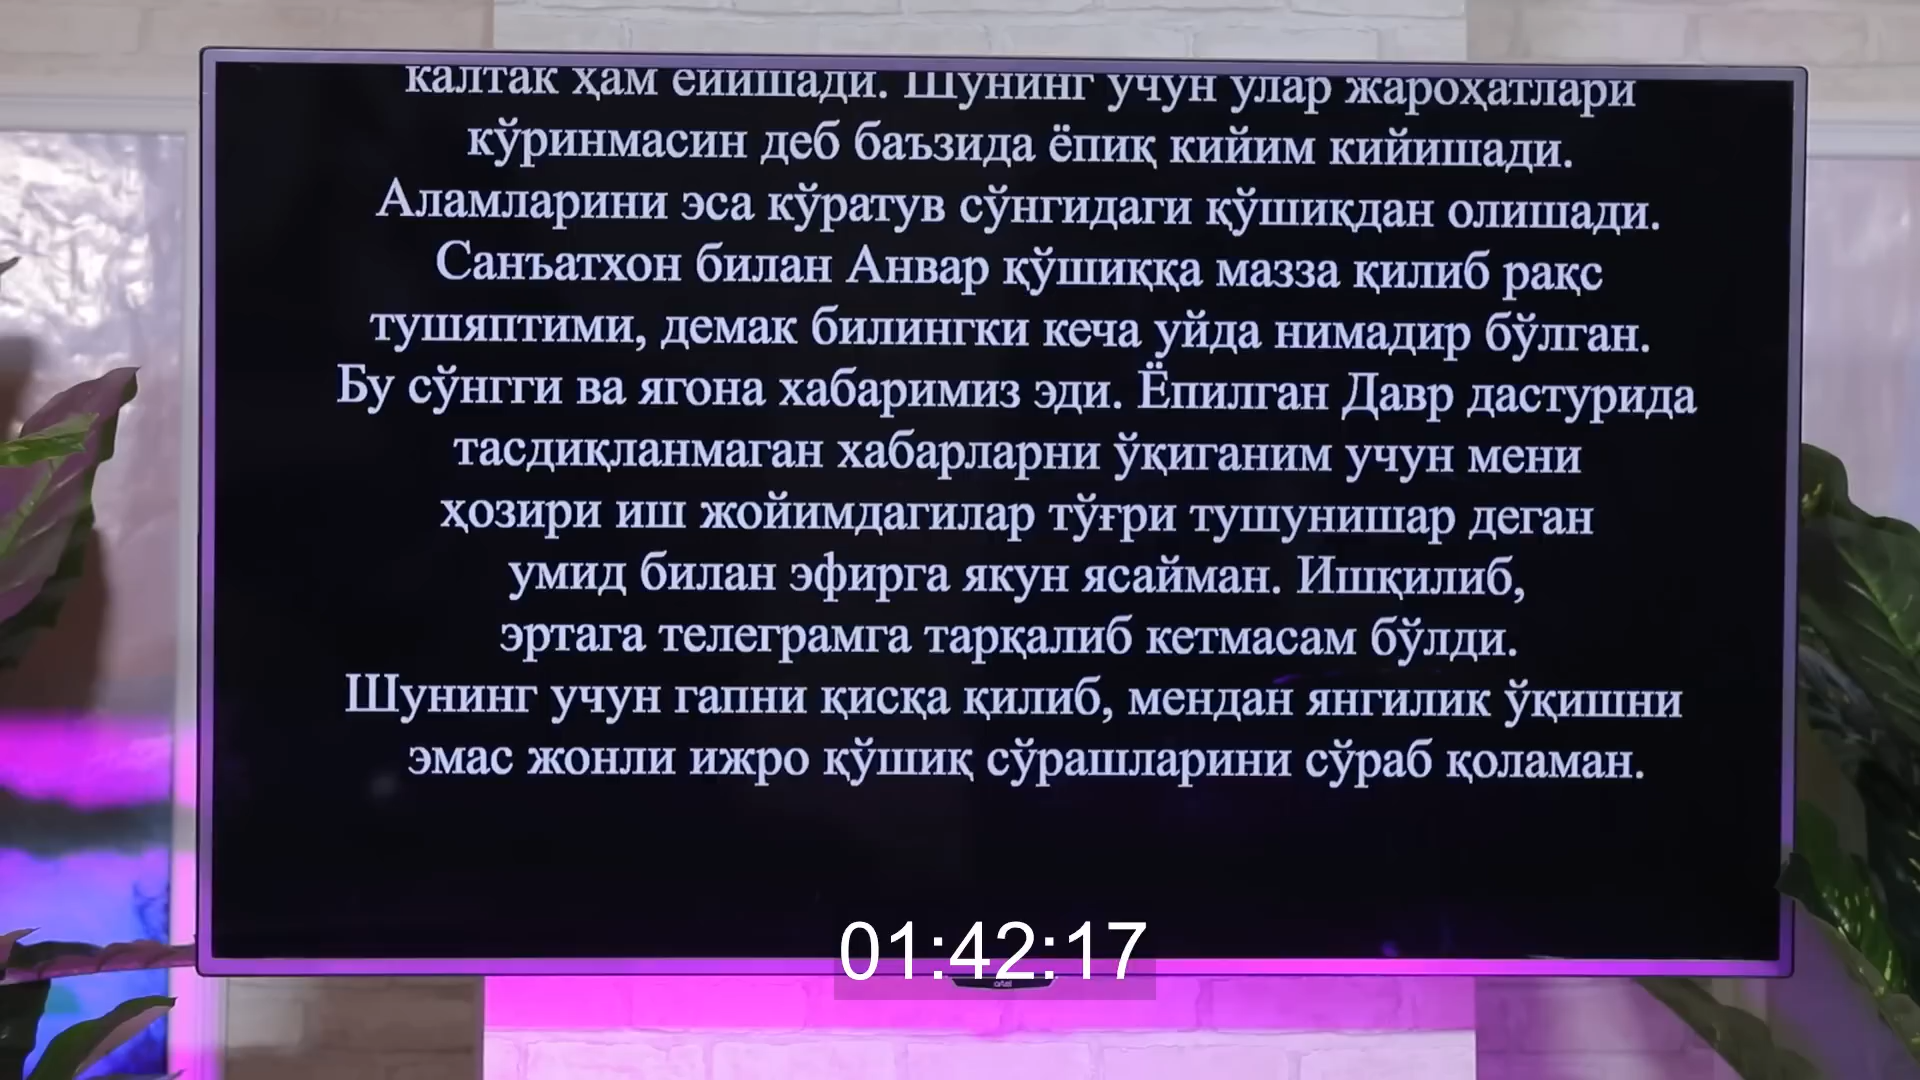 калтак ҳам ейишади. Шунинг учун улар жароҳатлари
кўринмасин деб баъзида ёпиқ кийим кийишади.
Аламларини эса кўратув сўнгидаги қўшиқдан олишади.
Санъатхон билан Анвар қўшиққа мазза қилиб рақс
тушяптими, демак билингки кеча уйда нимадир бўлган.
Бу сўнгги ва ягона хабаримиз эди. Ёпилган Давр дастурида
тасдиқланмаган хабарларни ўқиганим учун мени
ҳозири иш жойимдагилар тўғри тушунишар деган
умид билан эфирга якун ясайман. Ишқилиб,
эртага телеграмга тарқалиб кетмасам бўлди.
Шунинг учун гапни қисқа қилиб, мендан янгилик ўқишни
эмас жонли ижро қўшиқ сўрашларини сўраб қоламан.
01:42:17
artel